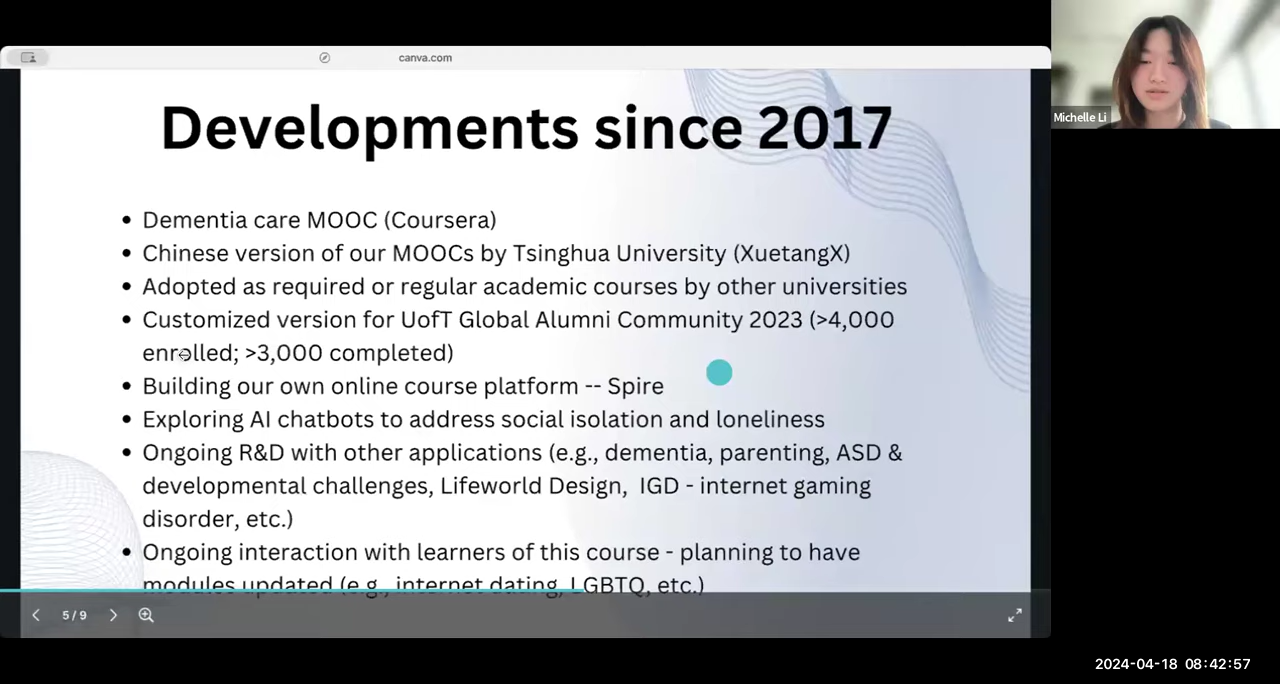 canva.com
Michelle Li
Developments since 2017
• Dementia care MOOC (Coursera)
• Chinese version of our MOOCs by Tsinghua University (XuetangX)
• Adopted as required or regular academic courses by other universities
• Customized version for UofT Global Alumni Community 2023 (>4,000
enrolled; >3,000 completed)
• Building our own online course platform -- Spire
• Exploring AI chatbots to address social isolation and loneliness
• Ongoing R&D with other applications (e.g., dementia, parenting, ASD &
developmental challenges, Lifeworld Design,  IGD - internet gaming
disorder, etc.)
• Ongoing interaction with learners of this course - planning to have
modules updated (e.g., internet dating, LGBTQ, etc.)
5 / 9
2024-04-18 08:42:57